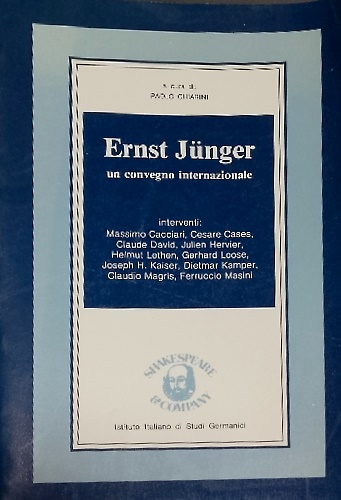 a cura di:
PAOLO CHIARINI
Ernst Jünger
un convegno internazionale
interventi:
Massimo Cacciari, Cesare Cases,
Claude David, Julien Hervier,
Helmut Lethen, Gerhard Loose,
Joseph H. Kaiser, Dietmar Kamper,
Claudio Magris, Ferruccio Masini
SHAKESPEARE
& COMPANY
Istituto Italiano di Studi Germanici